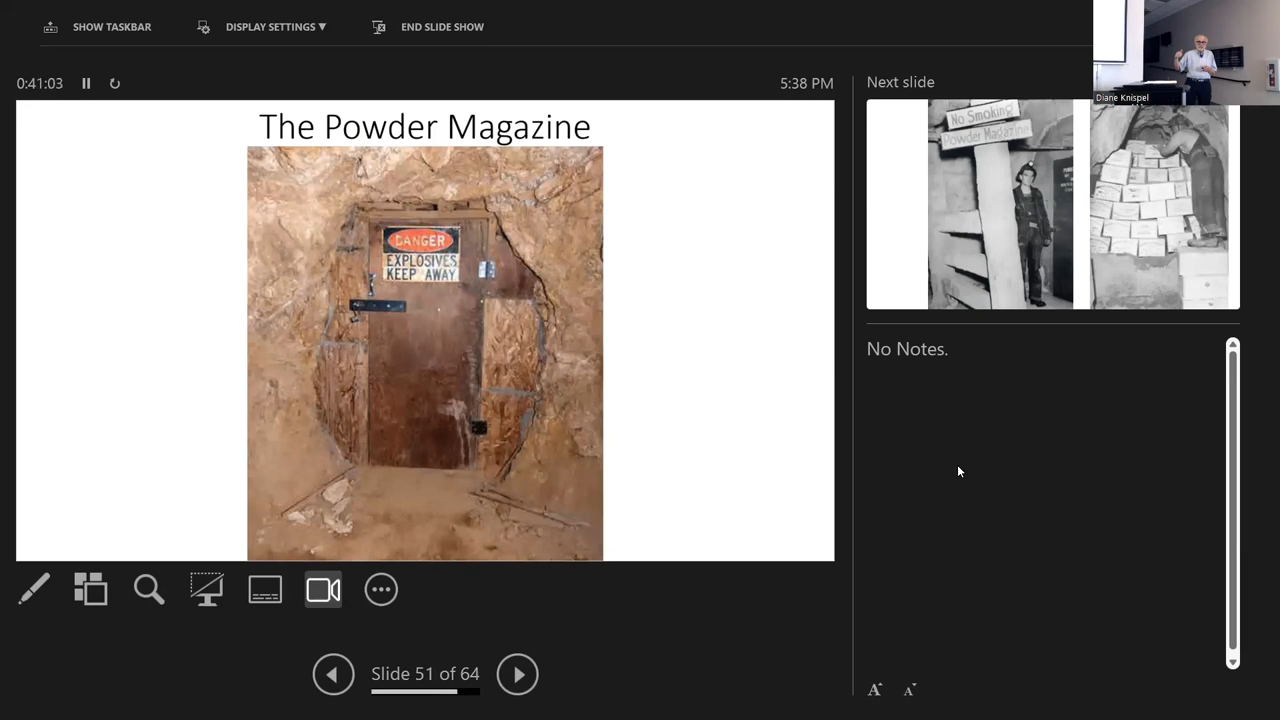 SHOW TASKBAR
DISPLAY SETTINGS ▼
END SLIDE SHOW
Diane Knispel
0:41:03
5:38 PM
Next slide
The Powder Magazine
DANGER
EXPLOSIVES
KEEP AWAY
No Smoking
Powder Magazine
No Notes.
Slide 51 of 64
A A